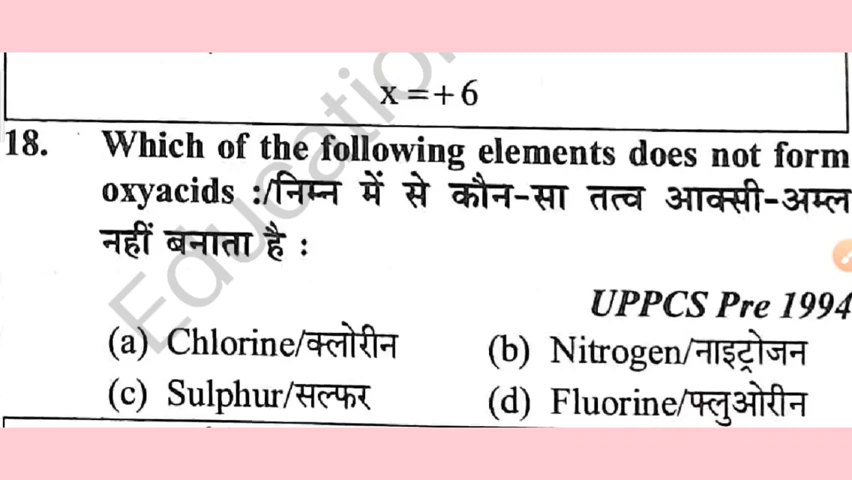 x = + 6
18. Which of the following elements does not form
oxyacids :/निम्न में से कौन-सा तत्व आक्सी-अम्ल
नहीं बनाता है :
UPPCS Pre 1994
(a) Chlorine/क्लोरीन (b) Nitrogen/नाइट्रोजन
(c) Sulphur/सल्फर (d) Fluorine/फ्लुओरीन
Education